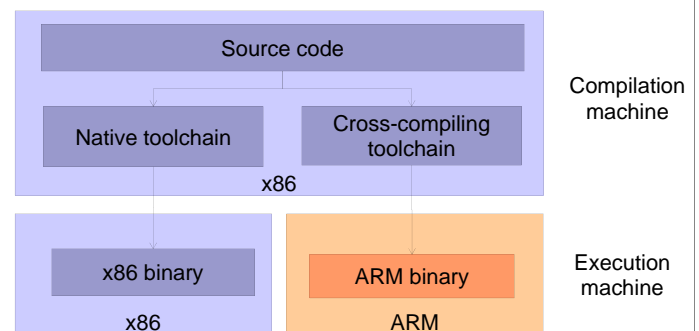 Source code
Compilation
machine
Native toolchain
Cross-compiling
toolchain
x86
x86 binary
ARM binary
Execution
machine
x86
ARM